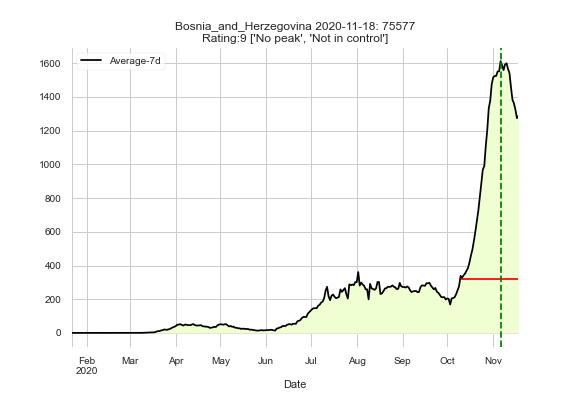 Bosnia_and_Herzegovina 2020-11-18: 75577
Rating:9 ['No peak', 'Not in control']
Average-7d
1600
1400
1200
1000
800
600
400
200
0
Feb Mar Apr May Jun Jul Aug Sep Oct Nov
2020
Date